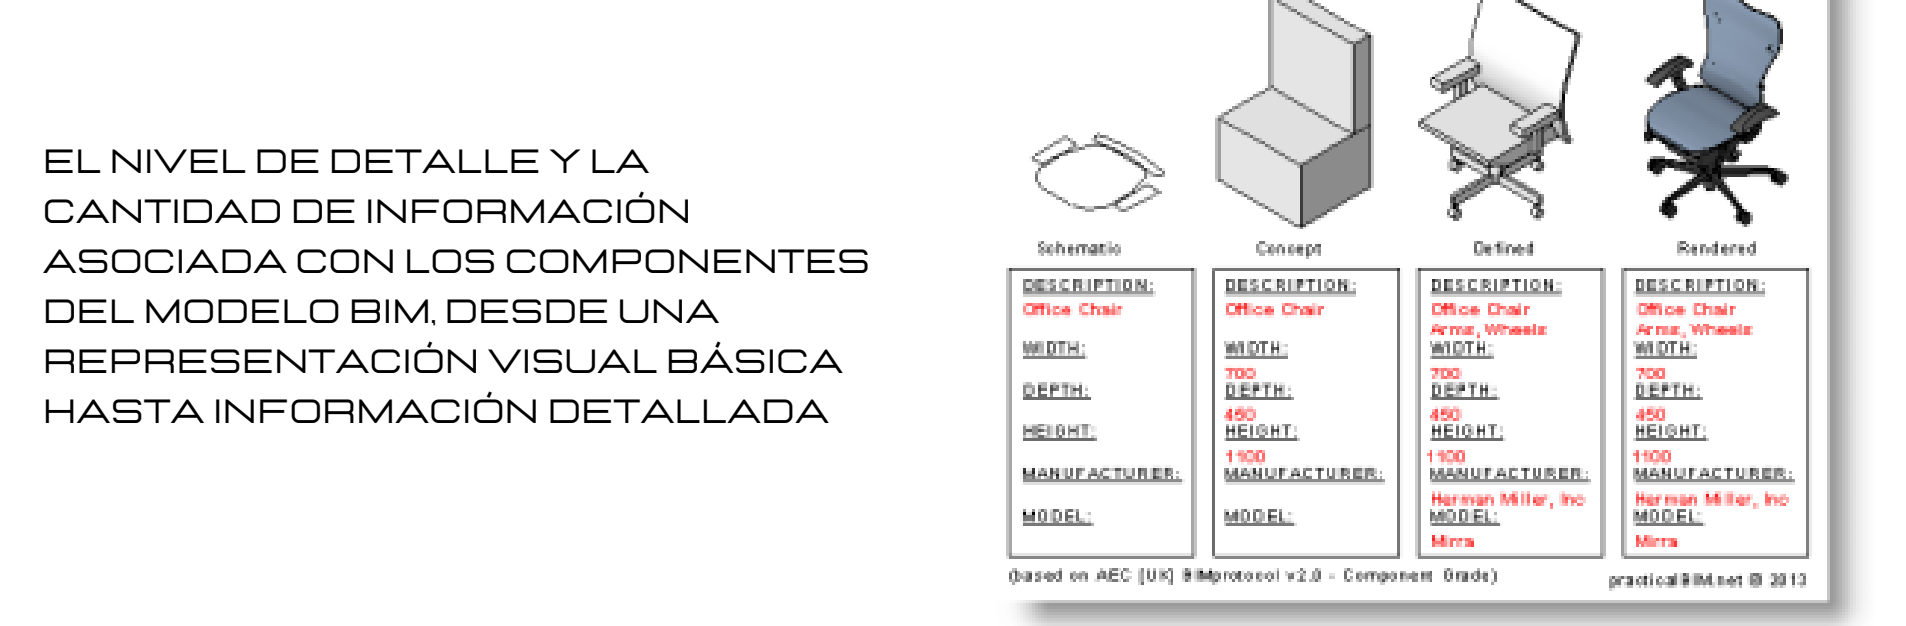 EL NIVEL DE DETALLE Y LA
CANTIDAD DE INFORMACIÓN
ASOCIADA CON LOS COMPONENTES
DEL MODELO BIM, DESDE UNA
REPRESENTACIÓN VISUAL BÁSICA
HASTA INFORMACIÓN DETALLADA
Schematic
Concept
Defined
Rendered
DESCRIPTION:
Office Chair
WIDTH:
DEPTH:
HEIGHT:
MANUFACTURER:
MODEL:
DESCRIPTION:
Office Chair
WIDTH:
700
DEPTH:
450
HEIGHT:
1100
MANUFACTURER:
MODEL:
DESCRIPTION:
Office Chair
Arms, Wheels
WIDTH:
700
DEPTH:
450
HEIGHT:
1100
MANUFACTURER:
Herman Miller, Inc
MODEL:
Mirra
DESCRIPTION:
Office Chair
Arms, Wheels
WIDTH:
700
DEPTH:
450
HEIGHT:
1100
MANUFACTURER:
Herman Miller, Inc
MODEL:
Mirra
(based on AEC [UK] BIMprotocol v2.0 - Component Grade)
practicalBIM.net © 2013